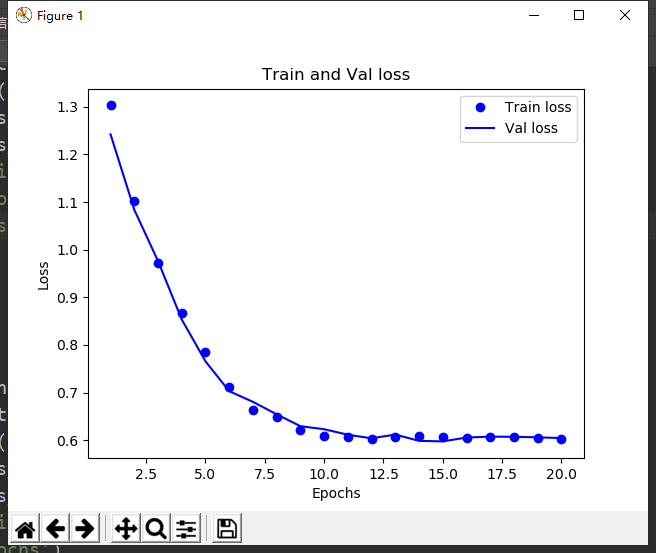 Figure 1
Train and Val loss
Train loss
Val loss
1.3
1.2
1.1
1.0
0.9
0.8
0.7
0.6
Loss
2.5 5.0 7.5 10.0 12.5 15.0 17.5 20.0
Epochs